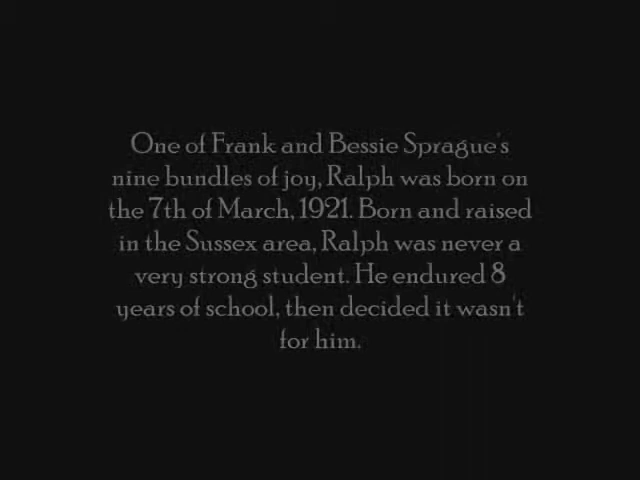 One of Frank and Bessie Sprague's
nine bundles of joy, Ralph was born on
the 7th of March, 1921. Born and raised
in the Sussex area, Ralph was never a
very strong student. He endured 8
years of school, then decided it wasn't
for him.